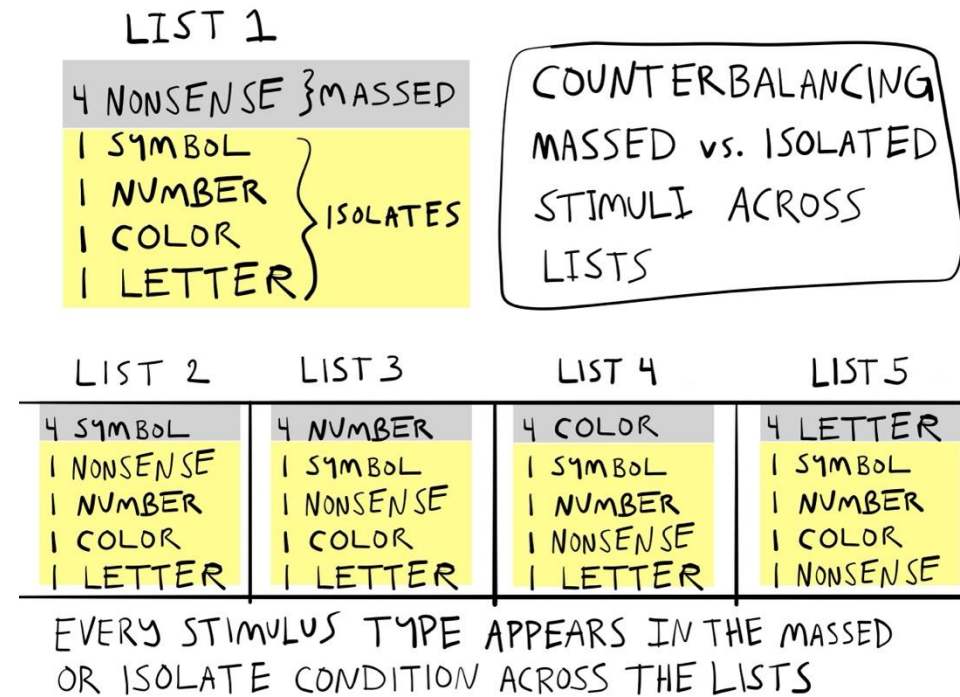 LIST 1
4 NONSENSE } MASSED
1 SYMBOL
1 NUMBER
1 COLOR
1 LETTER
ISOLATES
COUNTERBALANCING
MASSED vs. ISOLATED
STIMULI ACROSS
LISTS
LIST 2
4 SYMBOL
1 NONSENSE
1 NUMBER
1 COLOR
1 LETTER
LIST 3
4 NUMBER
1 SYMBOL
1 NONSENSE
1 COLOR
1 LETTER
LIST 4
4 COLOR
1 SYMBOL
1 NUMBER
1 NONSENSE
1 LETTER
LIST 5
4 LETTER
1 SYMBOL
1 NUMBER
1 COLOR
1 NONSENSE
EVERY STIMULUS TYPE APPEARS IN THE MASSED
OR ISOLATE CONDITION ACROSS THE LISTS